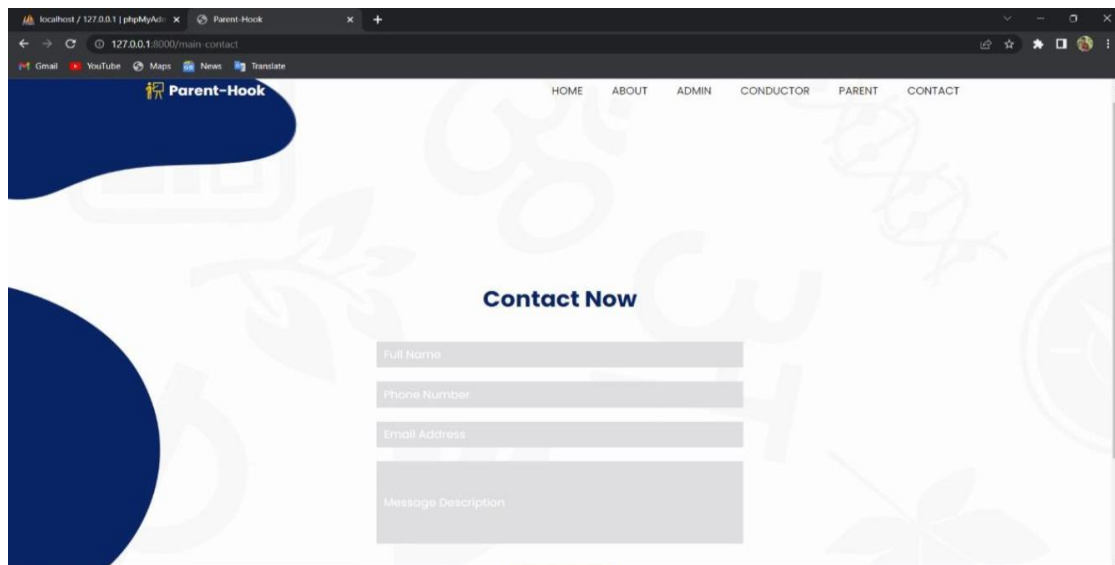 localhost / 127.0.0.1 | phpMyAdm
Parent-Hook
127.0.0.1:8000/main-contact
Gmail YouTube Maps News Translate
Parent-Hook HOME ABOUT ADMIN CONDUCTOR PARENT CONTACT
Contact Now
Full Name
Phone Number
Email Address
Message Description